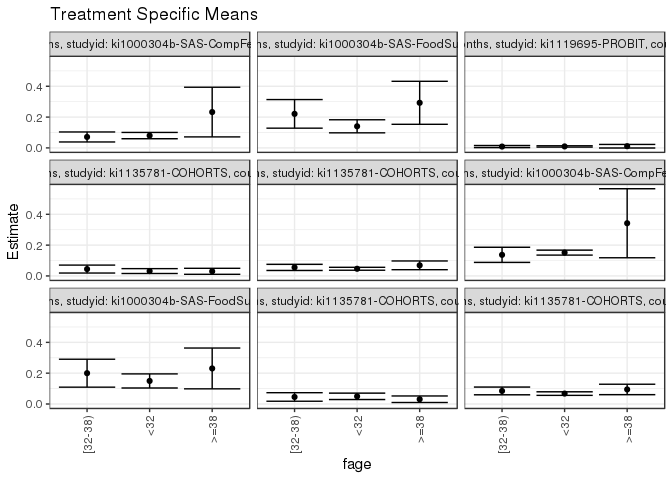 Treatment Specific Means
ns, studyid: ki1000304b-SAS-CompFe
ns, studyid: ki1000304b-SAS-FoodSu
nths, studyid: ki1119695-PROBIT, cou
0.4
0.2
0.0
ns, studyid: ki1135781-COHORTS, cou
ns, studyid: ki1135781-COHORTS, cou
ns, studyid: ki1000304b-SAS-CompFe
0.4
0.2
0.0
ns, studyid: ki1000304b-SAS-FoodSu
ns, studyid: ki1135781-COHORTS, cou
ns, studyid: ki1135781-COHORTS, cou
0.4
0.2
0.0
Estimate
[32-38)
<32
>=38
[32-38)
<32
>=38
[32-38)
<32
>=38
fage